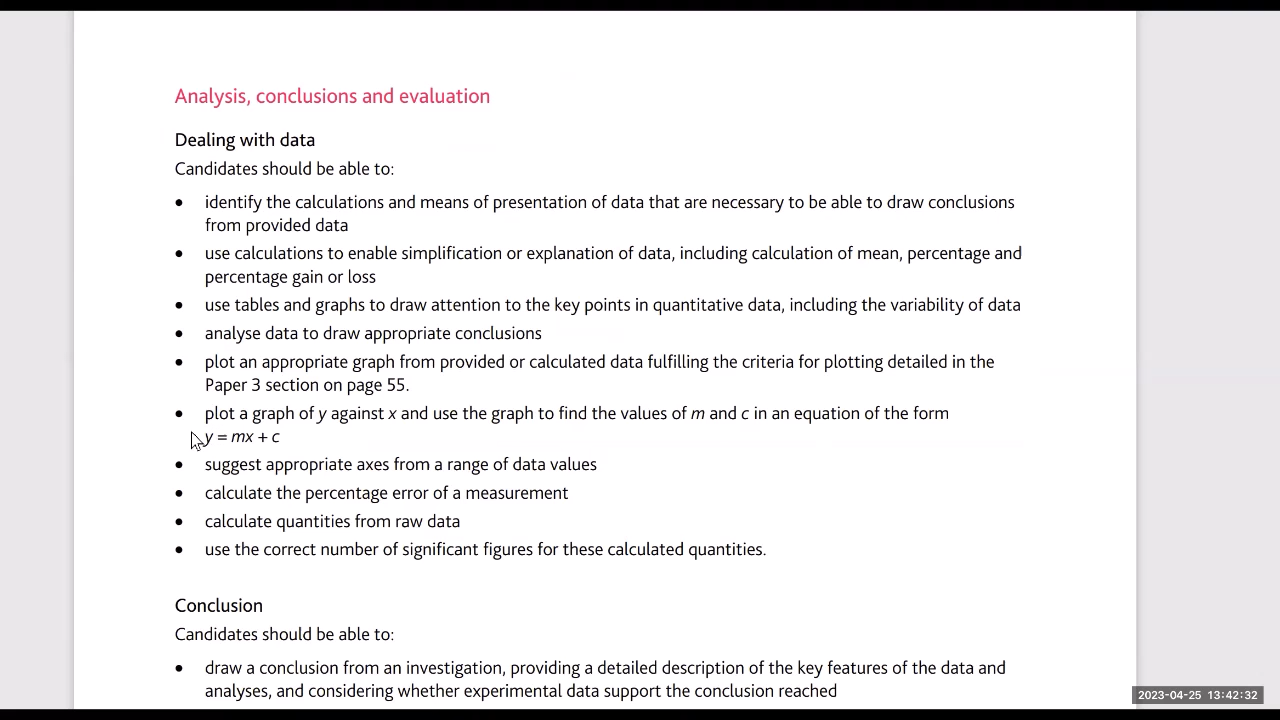 Analysis, conclusions and evaluation
Dealing with data
Candidates should be able to:
• identify the calculations and means of presentation of data that are necessary to be able to draw conclusions
from provided data
• use calculations to enable simplification or explanation of data, including calculation of mean, percentage and
percentage gain or loss
• use tables and graphs to draw attention to the key points in quantitative data, including the variability of data
• analyse data to draw appropriate conclusions
• plot an appropriate graph from provided or calculated data fulfilling the criteria for plotting detailed in the
Paper 3 section on page 55.
• plot a graph of y against x and use the graph to find the values of m and c in an equation of the form
y = mx + c
• suggest appropriate axes from a range of data values
• calculate the percentage error of a measurement
• calculate quantities from raw data
• use the correct number of significant figures for these calculated quantities.
Conclusion
Candidates should be able to:
• draw a conclusion from an investigation, providing a detailed description of the key features of the data and
analyses, and considering whether experimental data support the conclusion reached
2023-04-25 13:42:32